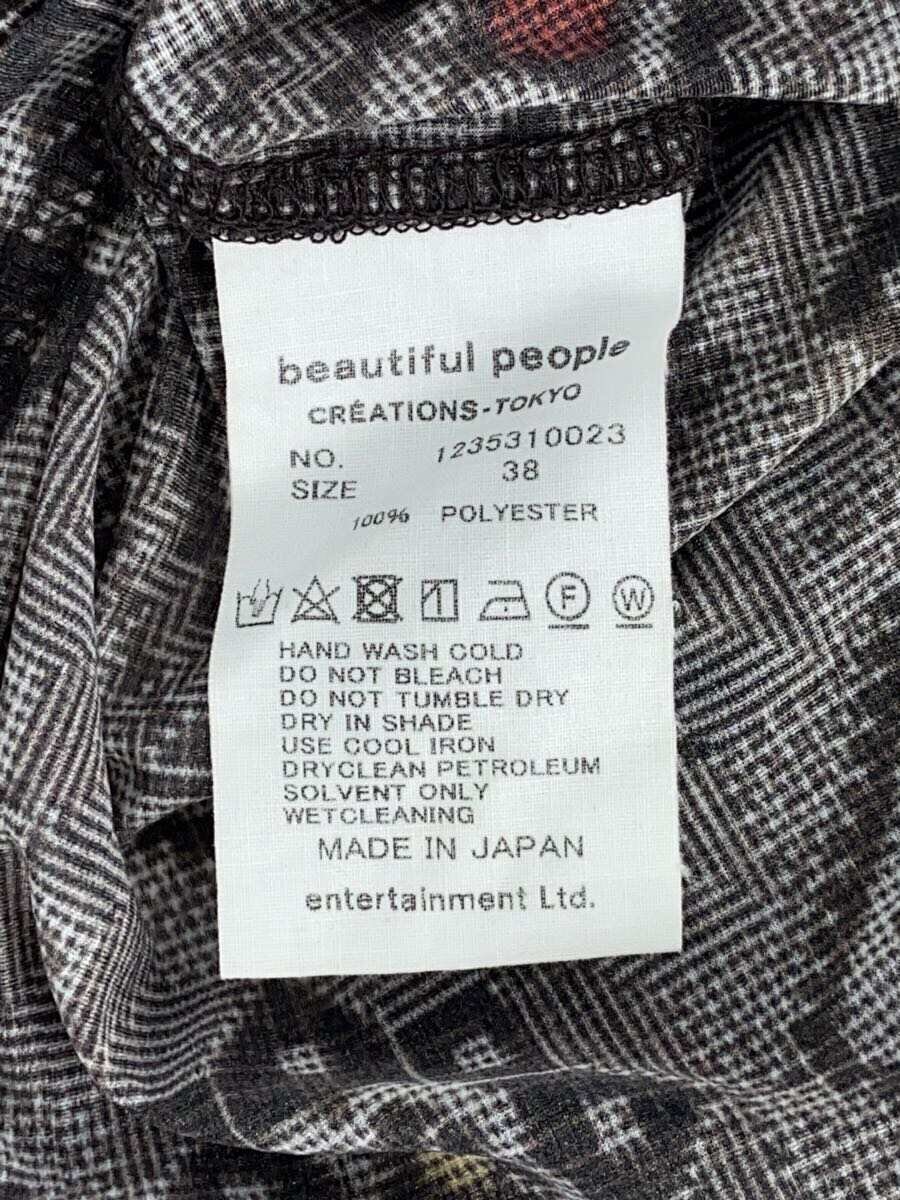 beautiful people
CRÉATIONS-TOKYO
NO. 1235310023
SIZE 38
100% POLYESTER
F W
HAND WASH COLD
DO NOT BLEACH
DO NOT TUMBLE DRY
DRY IN SHADE
USE COOL IRON
DRYCLEAN PETROLEUM
SOLVENT ONLY
WETCLEANING
MADE IN JAPAN
entertainment Ltd.